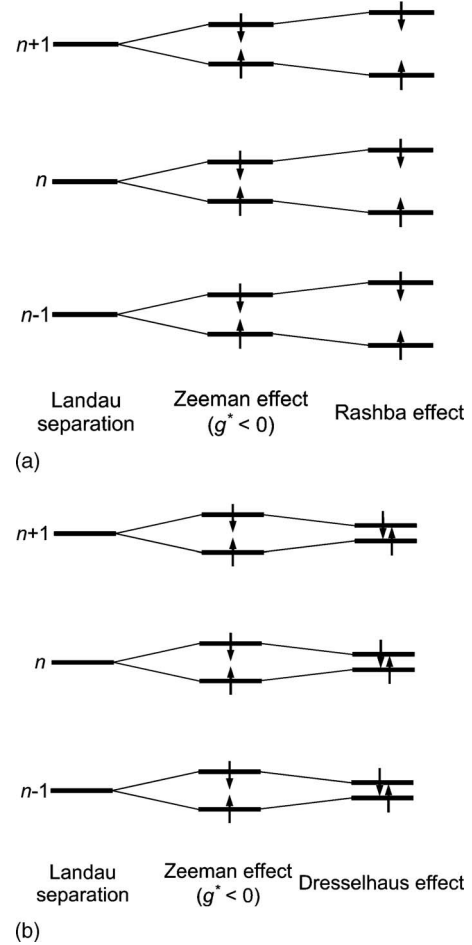 n+1
n
n-1
Landau separation
Zeeman effect (g* < 0)
Rashba effect
(a)
n+1
n
n-1
Landau separation
Zeeman effect (g* < 0)
Dresselhaus effect
(b)